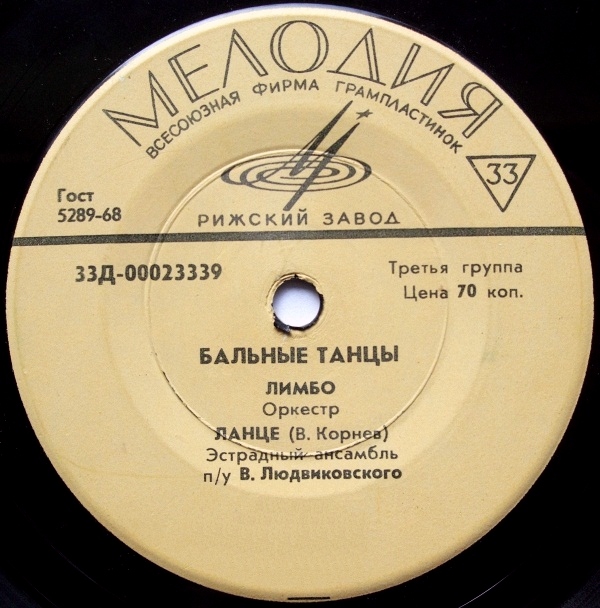 МЕЛОДИЯ
ВСЕСОЮЗНАЯ ФИРМА ГРАМПЛАСТИНОК
33
Гост
5289-68
РИЖСКИЙ ЗАВОД
33Д-00023339
Третья группа
Цена 70 коп.
БАЛЬНЫЕ ТАНЦЫ
ЛИМБО
Оркестр
ЛАНЦЕ (В. Корнев)
Эстрадный ансамбль
п/у В. Людвиковского